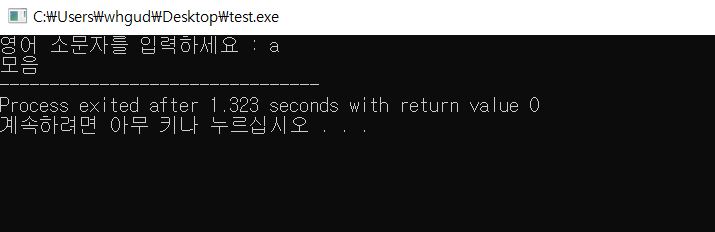 C:₩Users₩whgud₩Desktop₩test.exe
영어 소문자를 입력하세요 : a
모음
--------------------------------
Process exited after 1.323 seconds with return value 0
계속하려면 아무 키나 누르십시오 . . .